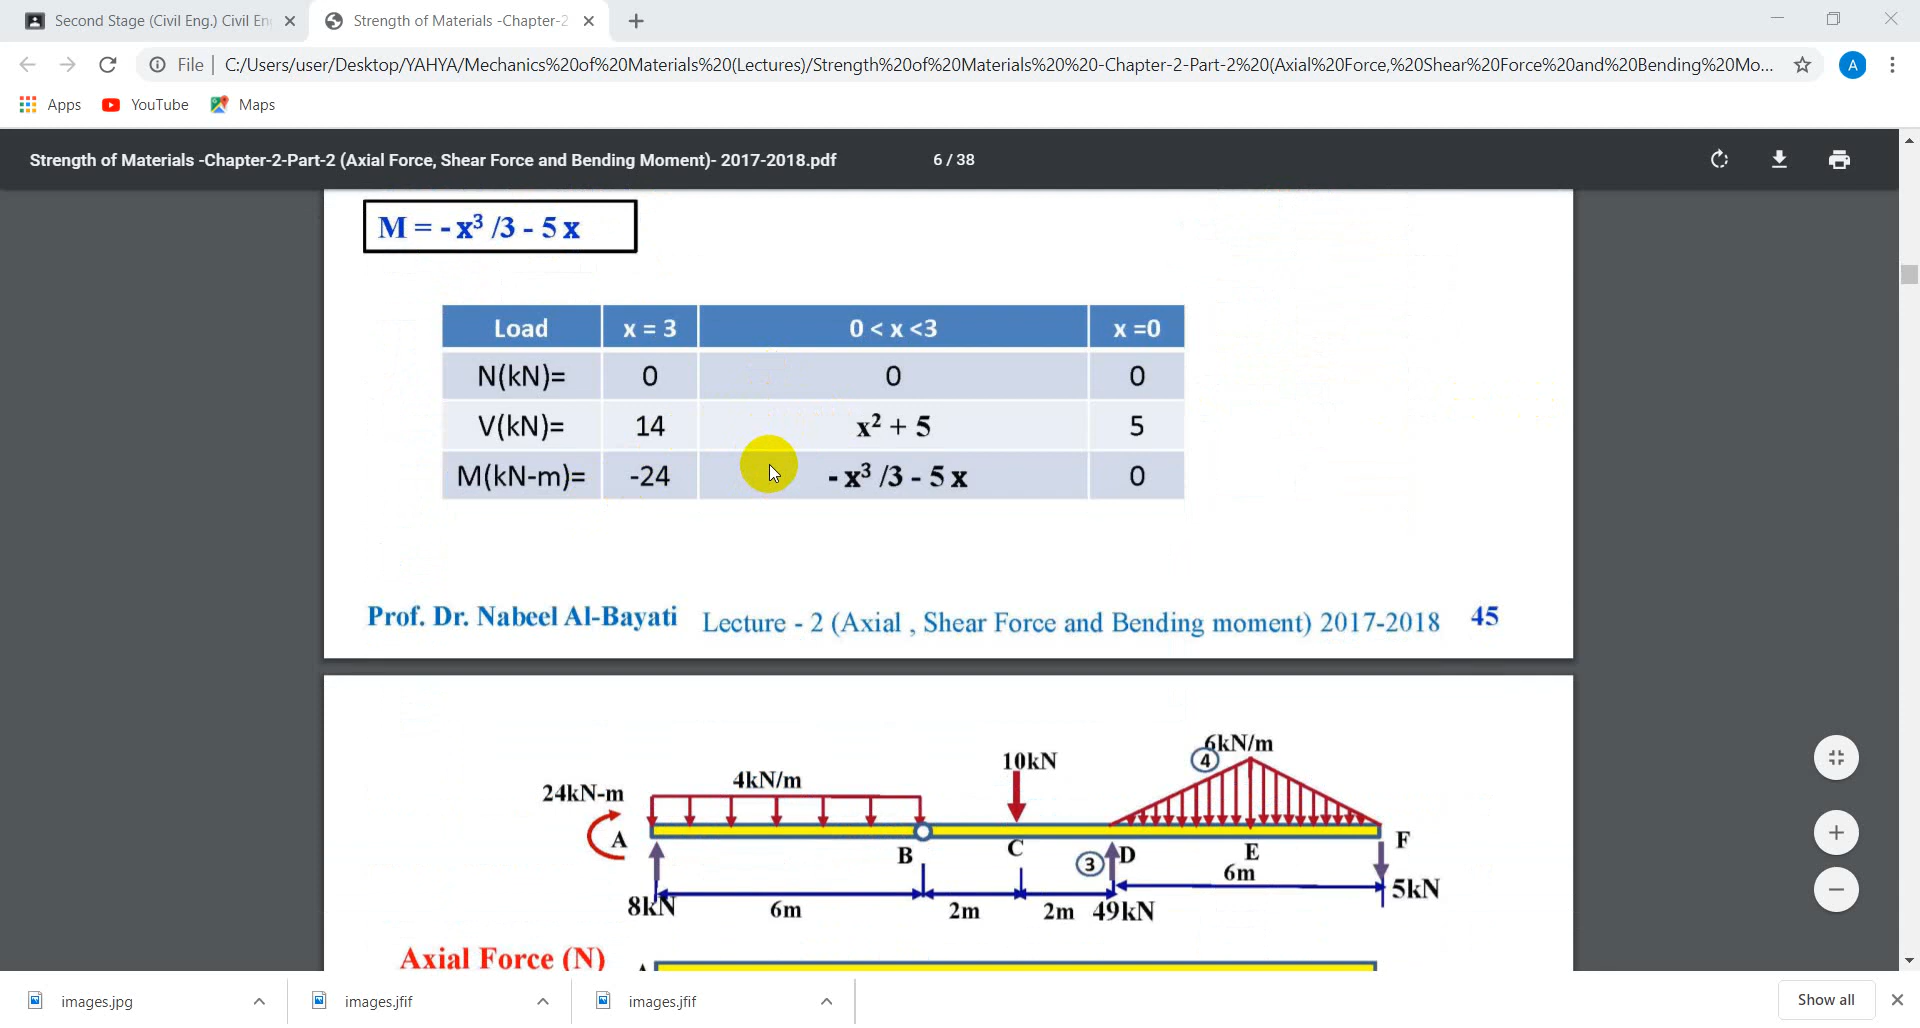 Second Stage (Civil Eng.) Civil En
Strength of Materials -Chapter-2
File
C:/Users/user/Desktop/YAHYA/Mechanics%20of%20Materials%20(Lectures)/Strength%20of%20Materials%20%20-Chapter-2-Part-2%20(Axial%20Force,%20Shear%20Force%20and%20Bending%20Mo...
A
Apps YouTube Maps
Strength of Materials -Chapter-2-Part-2 (Axial Force, Shear Force and Bending Moment)- 2017-2018.pdf 6 / 38
M = - x³ /3 - 5 x
Load x = 3 0 < x <3 x =0
N(kN)= 0 0 0
V(kN)= 14 x² + 5 5
M(kN-m)= -24 - x³ /3 - 5 x 0
Prof. Dr. Nabeel Al-Bayati Lecture - 2 (Axial , Shear Force and Bending moment) 2017-2018 45
6kN/m
4
10kN
4kN/m
24kN-m
A
B C 3 D E F
6m
5kN
8kN 6m 2m 2m 49kN
Axial Force (N)
images.jpg images.jfif images.jfif Show all